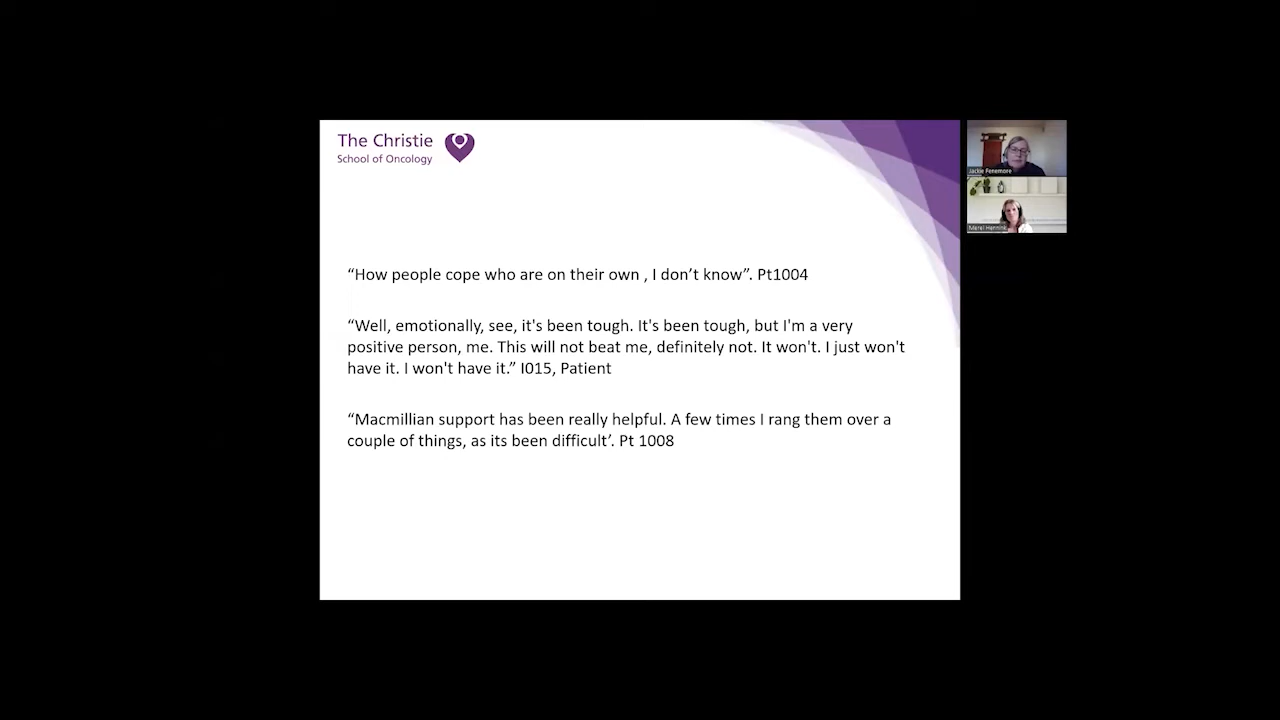 The Christie
School of Oncology
“How people cope who are on their own , I don’t know”. Pt1004
“Well, emotionally, see, it's been tough. It's been tough, but I'm a very
positive person, me. This will not beat me, definitely not. It won't. I just won't
have it. I won't have it.” I015, Patient
“Macmillian support has been really helpful. A few times I rang them over a
couple of things, as its been difficult’. Pt 1008
Jackie Fenemore
Merel Hennink